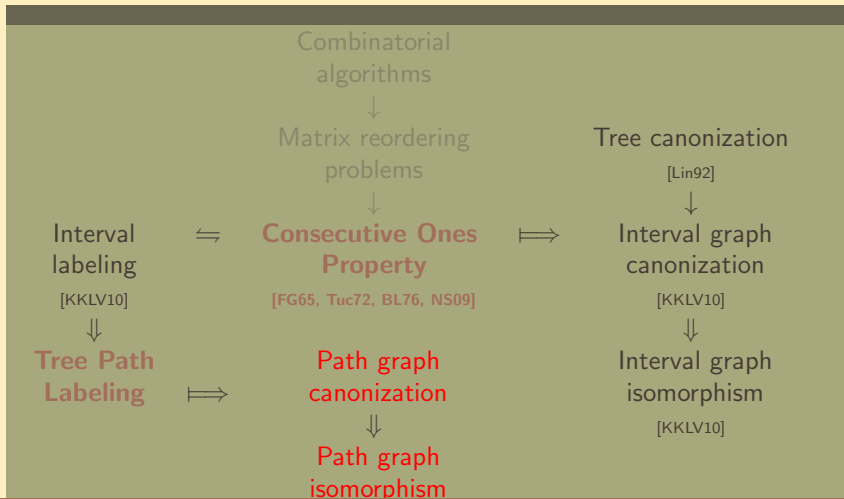 Combinatorial
algorithms
↓
Matrix reordering
problems
Tree canonization
[Lin92]
↓
↓
Interval
labeling
[KKLV10]
⇋
Consecutive Ones
Property
[FG65, Tuc72, BL76, NS09]
⟹
Interval graph
canonization
[KKLV10]
⇓
⇓
Tree Path
Labeling
⟹
Path graph
canonization
Interval graph
isomorphism
[KKLV10]
⇓
Path graph
isomorphism